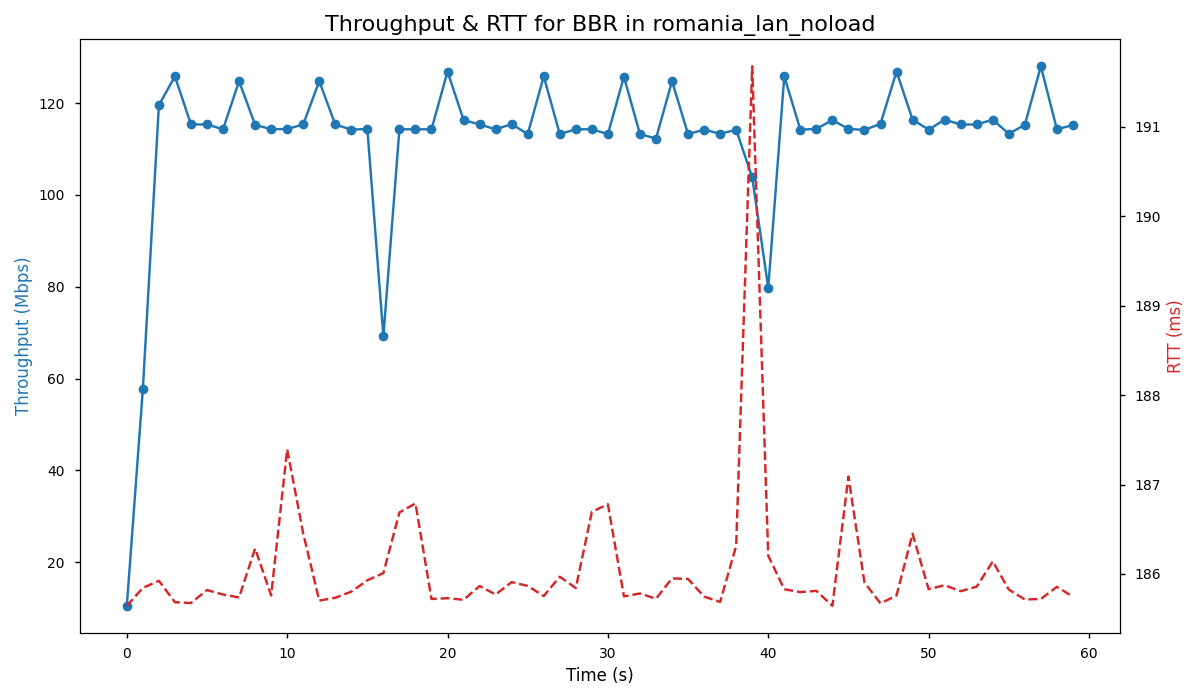 Throughput & RTT for BBR in romania_lan_noload
Throughput (Mbps)
120
100
80
60
40
20
191
190
189
188
187
186
RTT (ms)
0 10 20 30 40 50 60
Time (s)